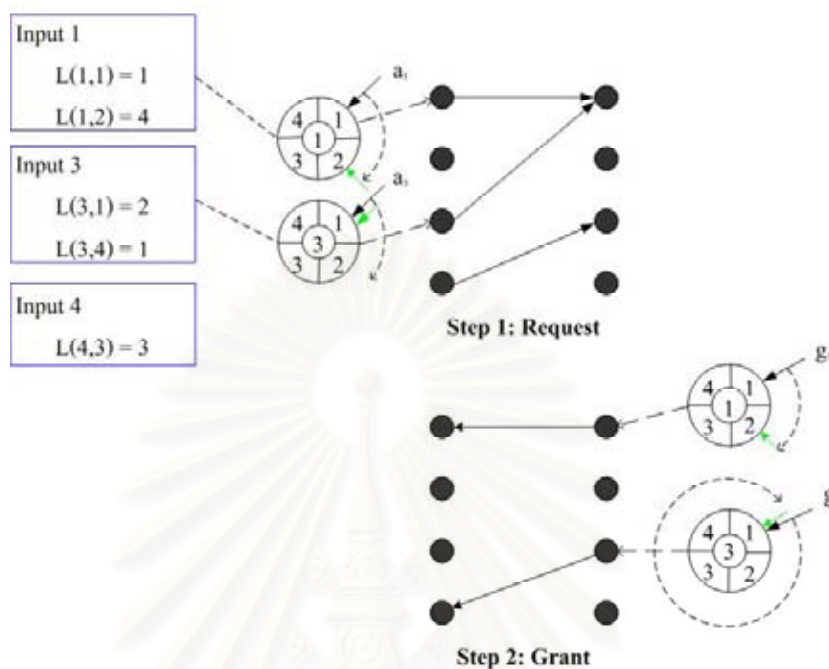 Input 1
L(1,1) = 1
L(1,2) = 4
Input 3
L(3,1) = 2
L(3,4) = 1
Input 4
L(4,3) = 3
a₁
4 1
1
3 2
a₃
4 1
3
3 2
Step 1: Request
g
4 1
1
3 2
g
4 1
3
3 2
Step 2: Grant